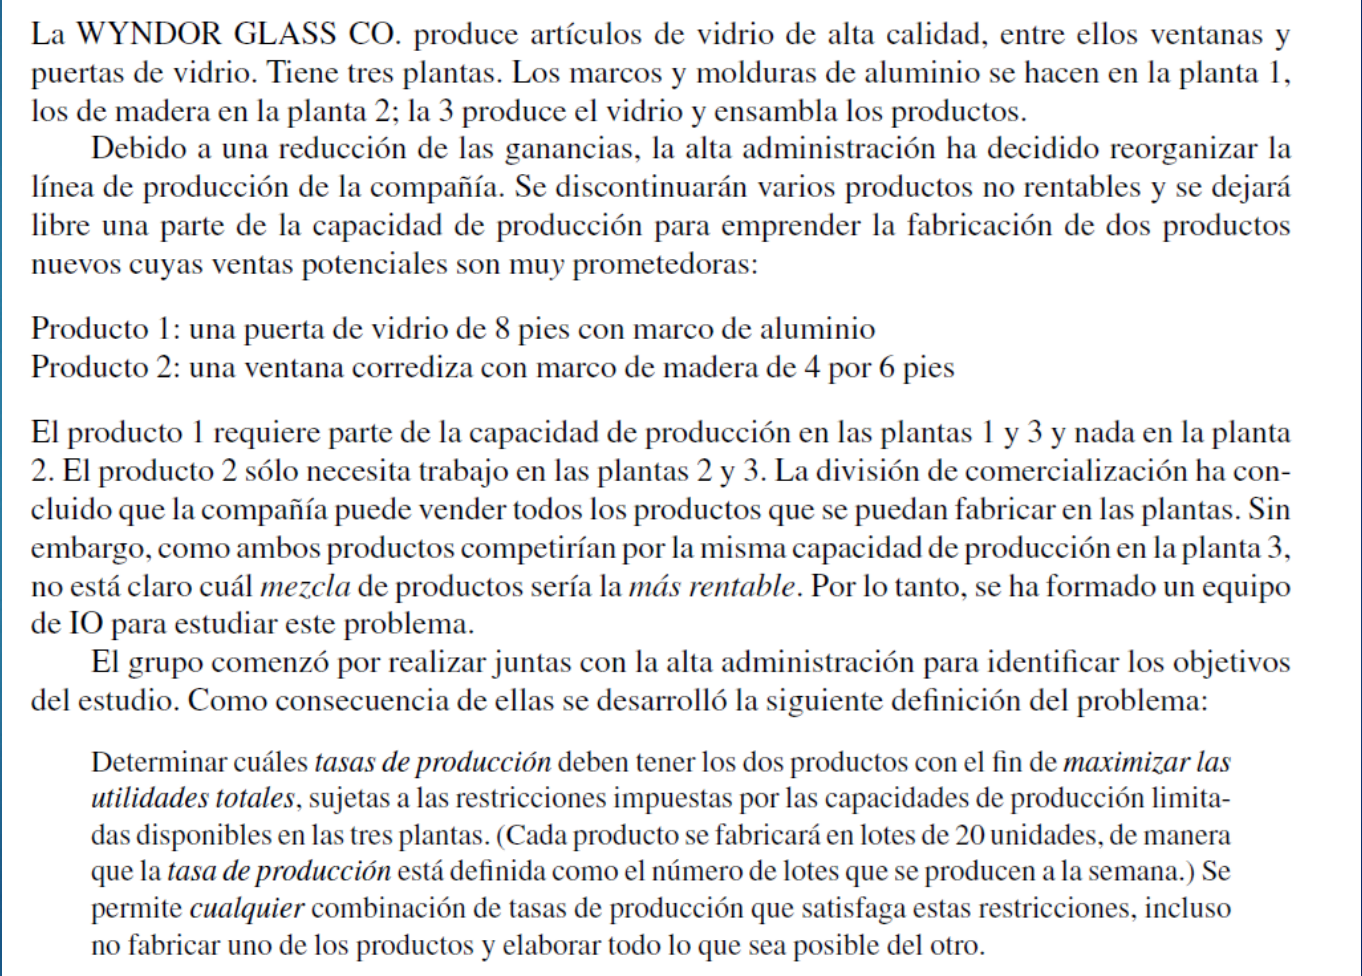 La WYNDOR GLASS CO. produce artículos de vidrio de alta calidad, entre ellos ventanas y
puertas de vidrio. Tiene tres plantas. Los marcos y molduras de aluminio se hacen en la planta 1,
los de madera en la planta 2; la 3 produce el vidrio y ensambla los productos.
Debido a una reducción de las ganancias, la alta administración ha decidido reorganizar la
línea de producción de la compañía. Se discontinuarán varios productos no rentables y se dejará
libre una parte de la capacidad de producción para emprender la fabricación de dos productos
nuevos cuyas ventas potenciales son muy prometedoras:
Producto 1: una puerta de vidrio de 8 pies con marco de aluminio
Producto 2: una ventana corrediza con marco de madera de 4 por 6 pies
El producto 1 requiere parte de la capacidad de producción en las plantas 1 y 3 y nada en la planta
2. El producto 2 sólo necesita trabajo en las plantas 2 y 3. La división de comercialización ha con-
cluido que la compañía puede vender todos los productos que se puedan fabricar en las plantas. Sin
embargo, como ambos productos competirían por la misma capacidad de producción en la planta 3,
no está claro cuál mezcla de productos sería la más rentable. Por lo tanto, se ha formado un equipo
de IO para estudiar este problema.
El grupo comenzó por realizar juntas con la alta administración para identificar los objetivos
del estudio. Como consecuencia de ellas se desarrolló la siguiente definición del problema:
Determinar cuáles tasas de producción deben tener los dos productos con el fin de maximizar las
utilidades totales, sujetas a las restricciones impuestas por las capacidades de producción limita-
das disponibles en las tres plantas. (Cada producto se fabricará en lotes de 20 unidades, de manera
que la tasa de producción está definida como el número de lotes que se producen a la semana.) Se
permite cualquier combinación de tasas de producción que satisfaga estas restricciones, incluso
no fabricar uno de los productos y elaborar todo lo que sea posible del otro.